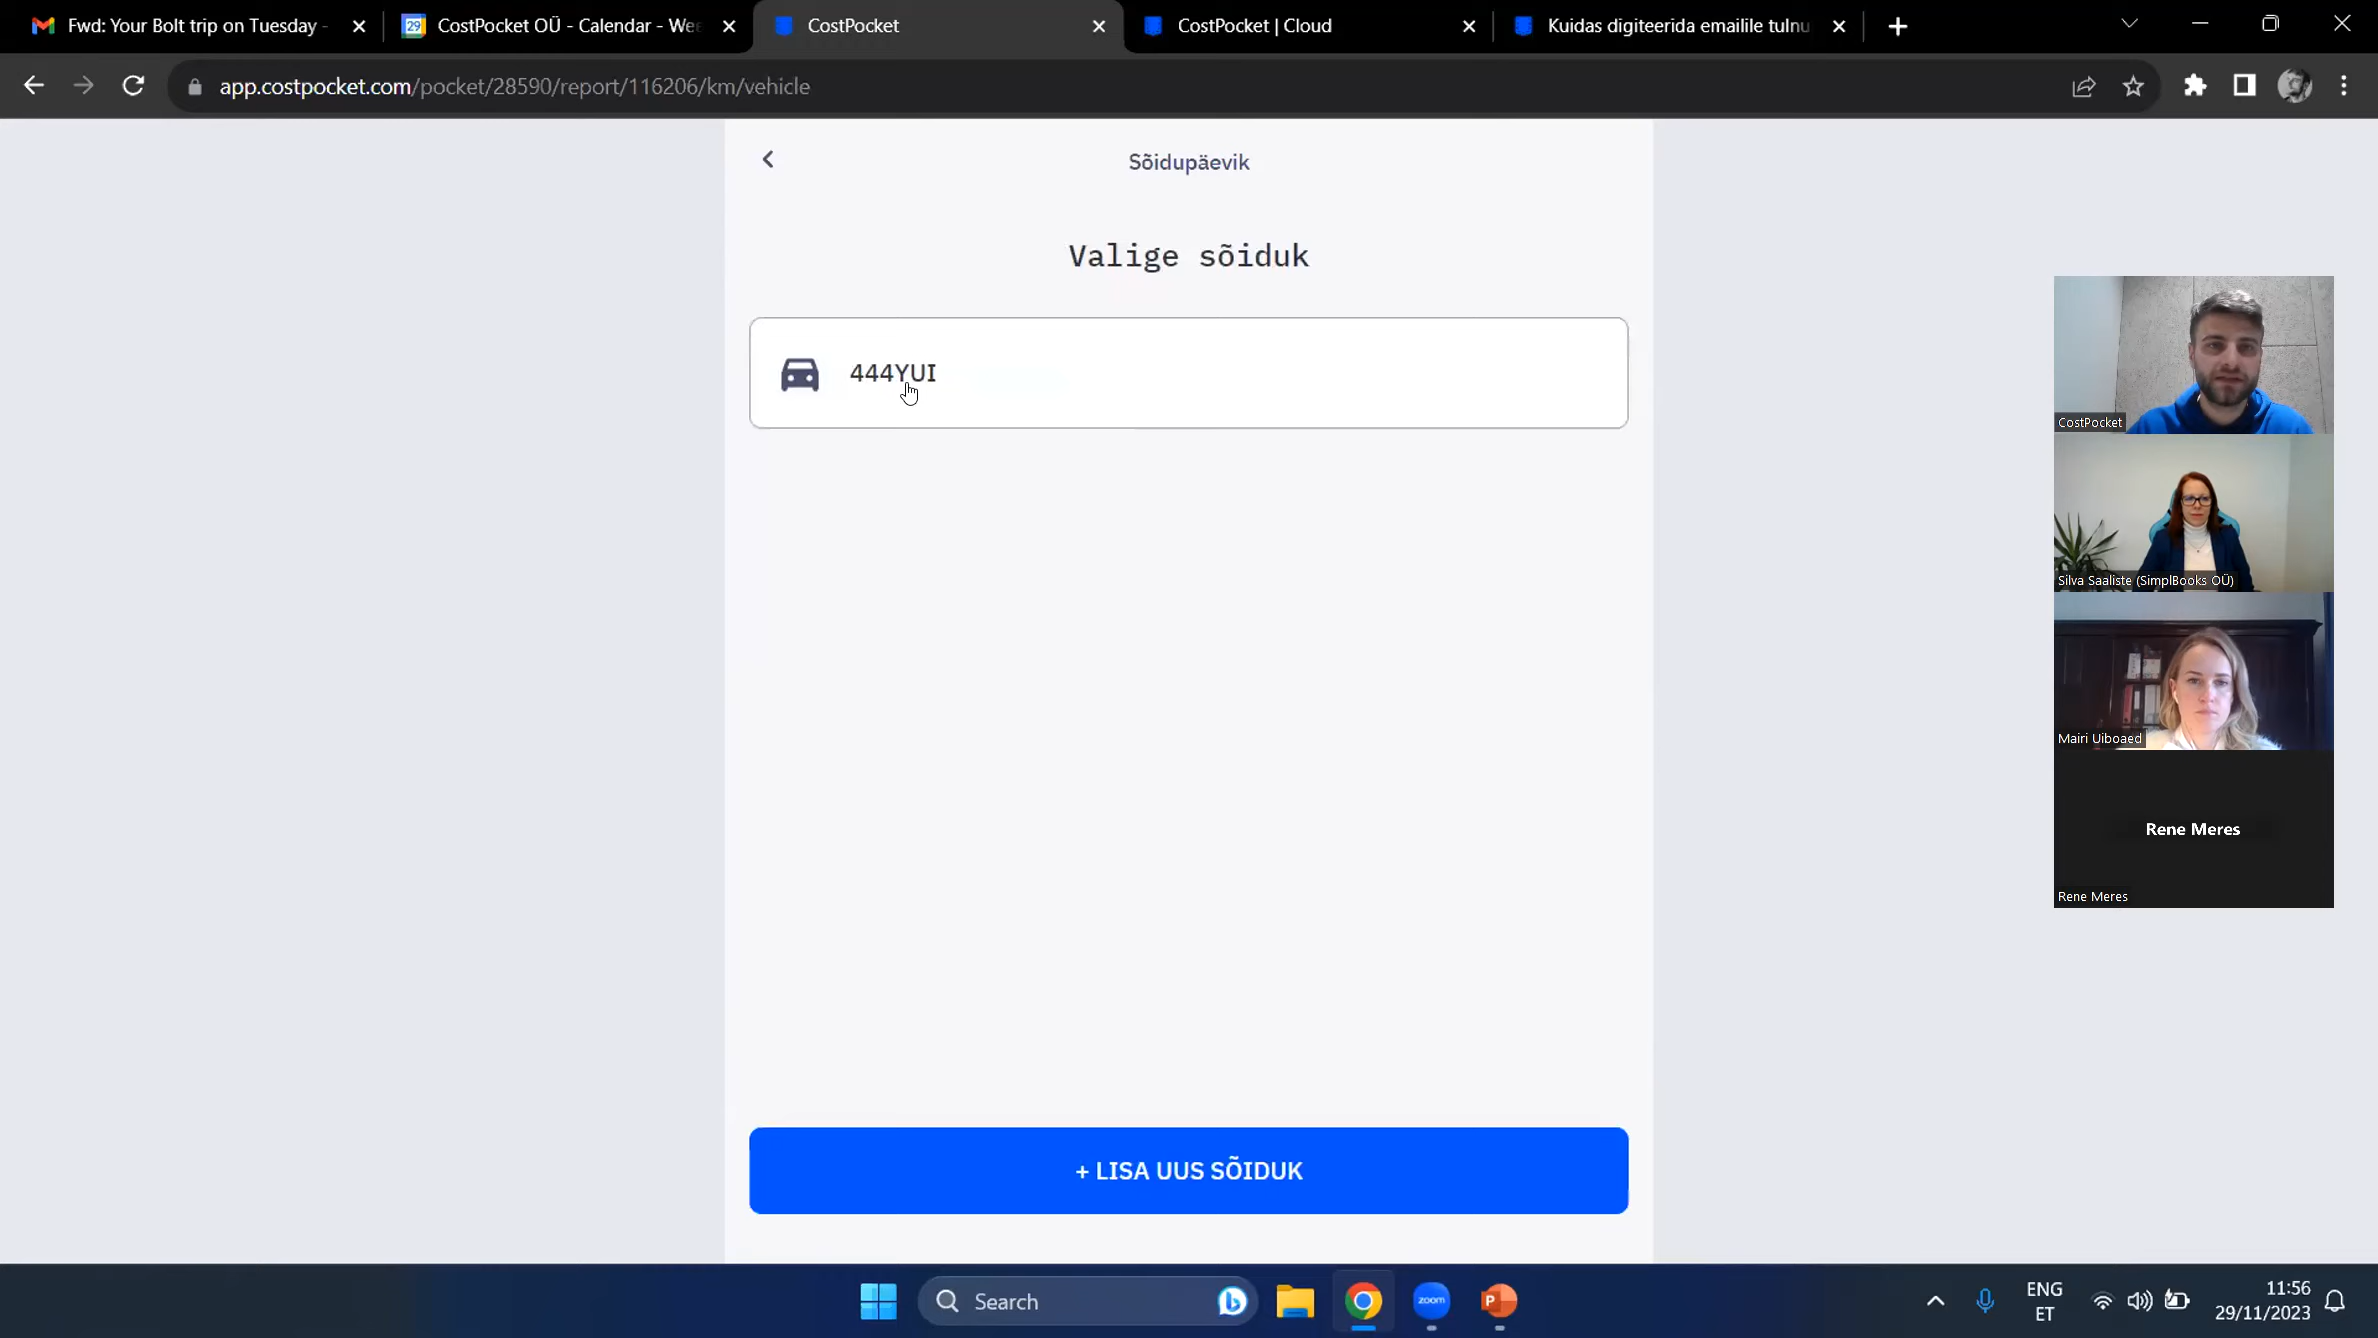 Fwd: Your Bolt trip on Tuesday -
CostPocket OÜ - Calendar - Wee
CostPocket
CostPocket | Cloud
Kuidas digiteerida emailile tulnu
app.costpocket.com/pocket/28590/report/116206/km/vehicle
Sõidupäevik
Valige sõiduk
444YUI
+ LISA UUS SÕIDUK
CostPocket
Silva Saaliste (SimplBooks OÜ)
Mairi Uiboaed
Rene Meres
Rene Meres
Search
zoom
ENG
ET
11:56
29/11/2023